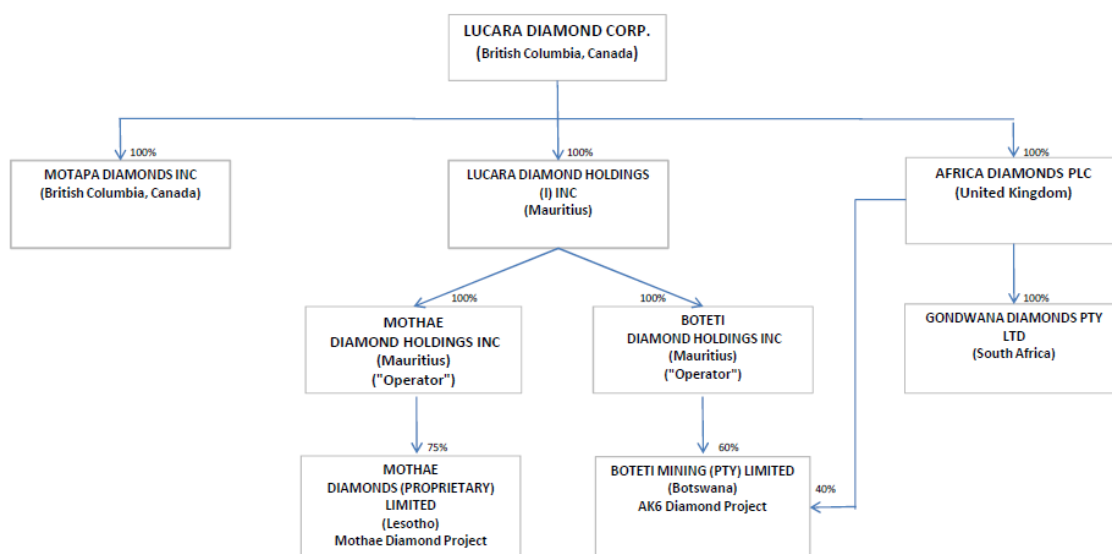 LUCARA DIAMOND CORP.
(British Columbia, Canada)
100%
100%
100%
MOTAPA DIAMONDS INC
(British Columbia, Canada)
LUCARA DIAMOND HOLDINGS
(I) INC
(Mauritius)
AFRICA DIAMONDS PLC
(United Kingdom)
100%
100%
100%
MOTHAE
DIAMOND HOLDINGS INC
(Mauritius)
("Operator")
BOTETI
DIAMOND HOLDINGS INC
(Mauritius)
("Operator")
GONDWANA DIAMONDS PTY
LTD
(South Africa)
75%
60%
MOTHAE
DIAMONDS (PROPRIETARY)
LIMITED
(Lesotho)
Mothae Diamond Project
BOTETI MINING (PTY) LIMITED
(Botswana)
AK6 Diamond Project
40%